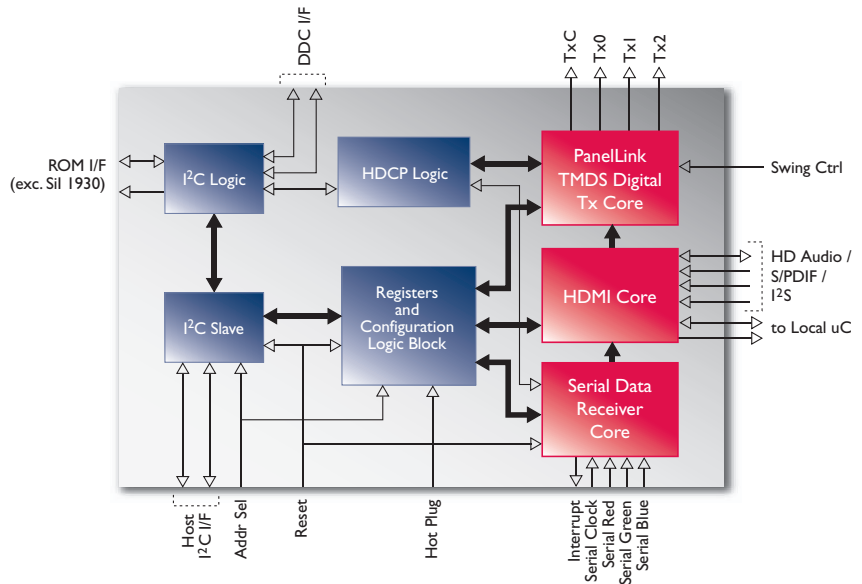 DDC I/F
TxC
Tx0
Tx1
Tx2
ROM I/F
(exc. SiI 1930)
I²C Logic
HDCP Logic
PanelLink
TMDS Digital
Tx Core
Swing Ctrl
I²C Slave
Registers
and
Configuration
Logic Block
HDMI Core
HD Audio /
S/PDIF /
I²S
to Local uC
Serial Data
Receiver
Core
Host
I²C I/F
Addr Sel
Reset
Hot Plug
Interrupt
Serial Clock
Serial Red
Serial Green
Serial Blue